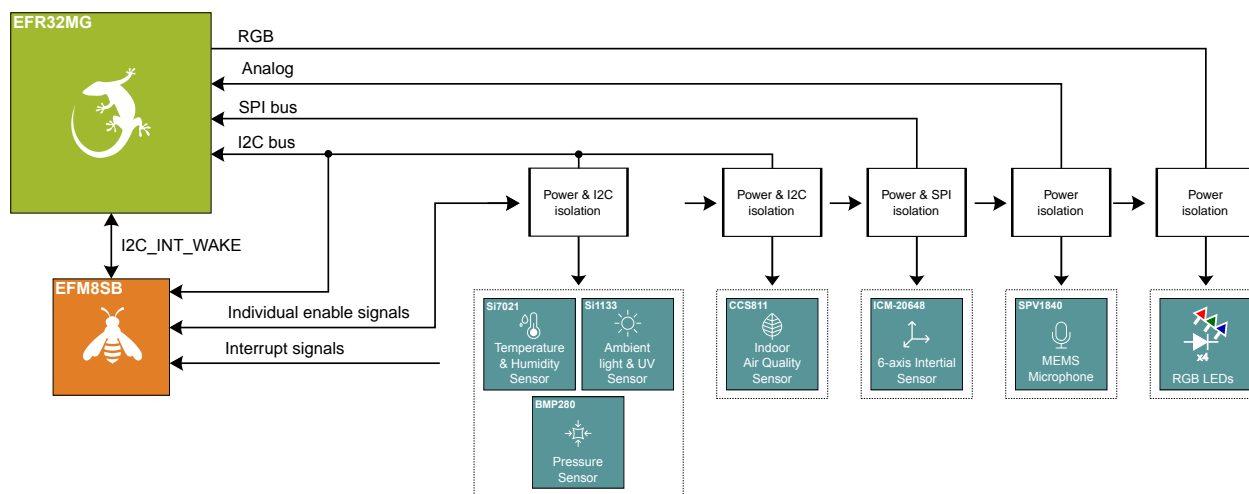 EFR32MG
RGB
Analog
SPI bus
I2C bus
Power & I2C
isolation
Power & I2C
isolation
Power & SPI
isolation
Power
isolation
Power
isolation
I2C_INT_WAKE
EFM8SB
Individual enable signals
Interrupt signals
Si7021
Temperature
& Humidity
Sensor
Si1133
Ambient
light & UV
Sensor
BMP280
Pressure
Sensor
CCS811
Indoor
Air Quality
Sensor
ICM-20648
6-axis Intertial
Sensor
SPV1840
MEMS
Microphone
x4
RGB LEDs